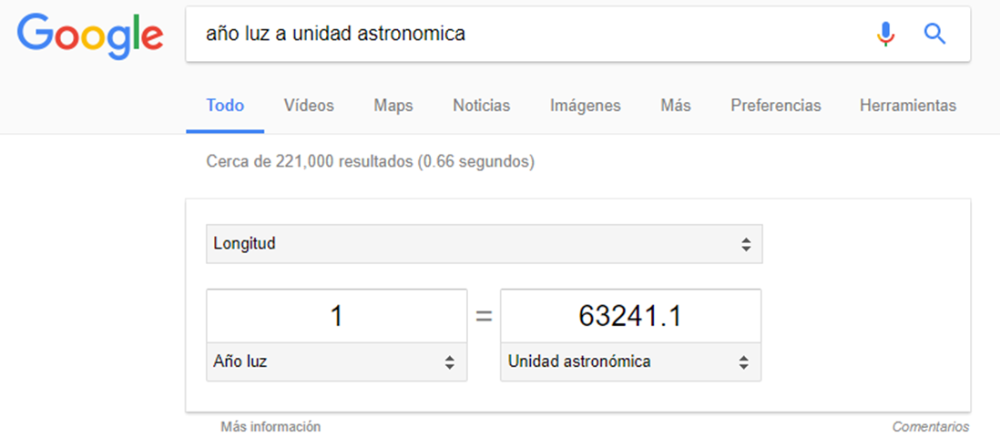 Google
año luz a unidad astronomica
Todo Vídeos Maps Noticias Imágenes Más Preferencias Herramientas
Cerca de 221,000 resultados (0.66 segundos)
Longitud
1 = 63241.1
Año luz Unidad astronómica
Más información Comentarios